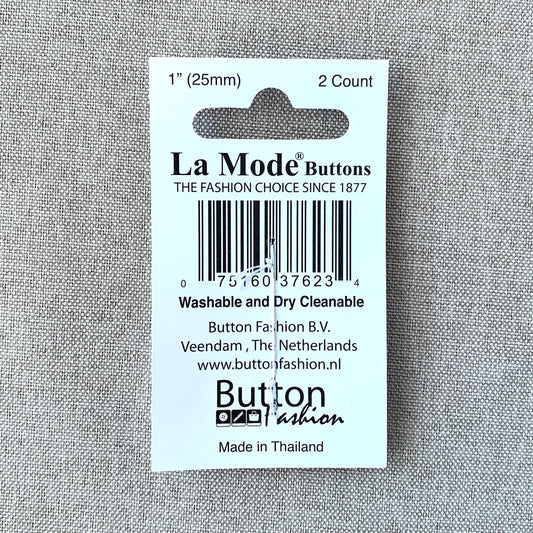 1” (25mm) 2 Count
La Mode® Buttons
THE FASHION CHOICE SINCE 1877
0 75160 37623 4
Washable and Dry Cleanable
Button Fashion B.V.
Veendam , The Netherlands
www.buttonfashion.nl
Button
Fashion
Made in Thailand